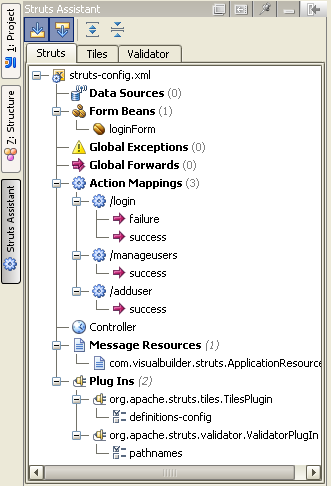 Struts Assistant
1: Project
Z: Structure
Struts Assistant
Struts Tiles Validator
struts-config.xml
Data Sources (0)
Form Beans (1)
loginForm
Global Exceptions (0)
Global Forwards (0)
Action Mappings (3)
/login
failure
success
/manageusers
success
/adduser
success
Controller
Message Resources (1)
com.visualbuilder.struts.ApplicationResource
Plug Ins (2)
org.apache.struts.tiles.TilesPlugin
definitions-config
org.apache.struts.validator.ValidatorPlugIn
pathnames